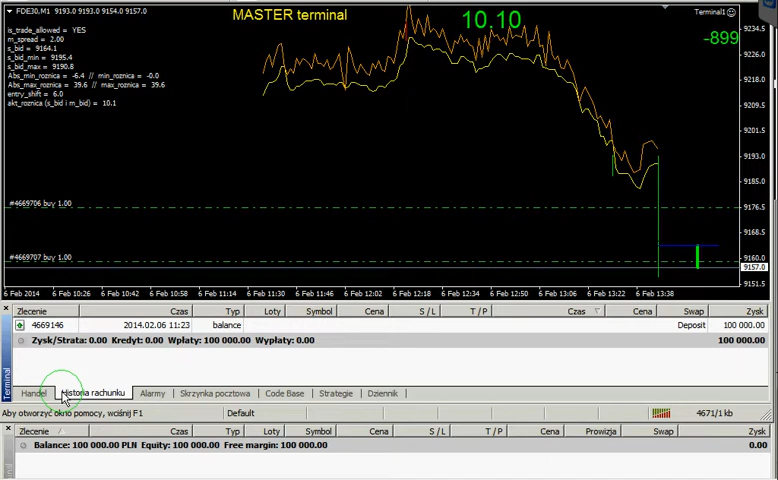 FDE30,M1 9193.0 9193.0 9154.0 9157.0
MASTER terminal
10.10
Terminal1
-899
is_trade_allowed = YES
m_spread = 2.00
s_bid = 9164.1
s_bid_min = 9195.4
s_bid_max = 9190.8
Abs_min_roznica = -6.4 // min_roznica = -0.0
Abs_max_roznica = 39.6 // max_roznica = 39.6
entry_shift = 6.0
akt_roznica (s_bid i m_bid) = 10.1
9234.5
9226.0
9218.0
9209.5
9201.5
9193.0
9185.0
9176.5
9168.5
9160.0
9157.0
9151.5
#4669706 buy 1.00
#4669707 buy 1.00
6 Feb 2014 6 Feb 10:26 6 Feb 10:42 6 Feb 10:58 6 Feb 11:14 6 Feb 11:30 6 Feb 11:46 6 Feb 12:02 6 Feb 12:18 6 Feb 12:34 6 Feb 12:50 6 Feb 13:06 6 Feb 13:22 6 Feb 13:38
Zlecenie Czas Typ Loty Symbol Cena S / L T / P Czas Cena Swap Zysk
4669146 2014.02.06 11:23 balance Deposit 100 000.00
Zysk/Strata: 0.00 Kredyt: 0.00 Wpłaty: 100 000.00 Wypłaty: 0.00 100 000.00
Terminal
Handel Historia rachunku Alarmy Skrzynka pocztowa Code Base Strategie Dziennik
Aby otworzyć okno pomocy, wciśnij F1 Default 4671/1 kb
Zlecenie Czas Typ Loty Symbol Cena S / L T / P Cena Prowizja Swap Zysk
Balance: 100 000.00 PLN Equity: 100 000.00 Free margin: 100 000.00 0.00